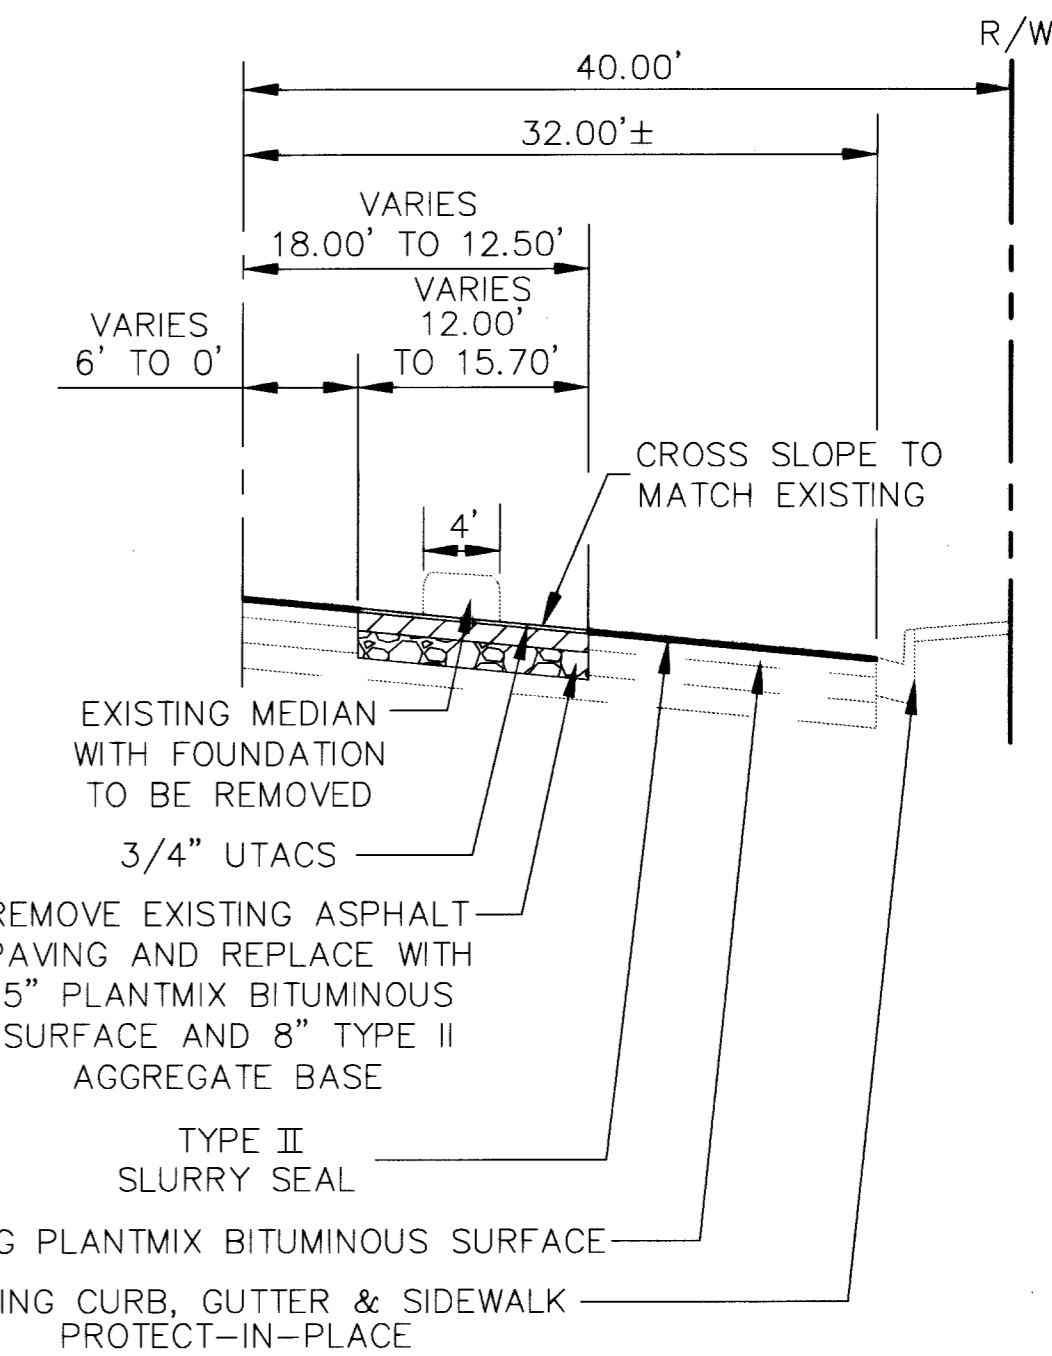 R/W
40.00'
32.00'±
VARIES
18.00' TO 12.50'
VARIES
12.00'
TO 15.70'
VARIES
6' TO 0'
CROSS SLOPE TO
MATCH EXISTING
4'
EXISTING MEDIAN
WITH FOUNDATION
TO BE REMOVED
3/4" UTACS
REMOVE EXISTING ASPHALT
PAVING AND REPLACE WITH
5" PLANTMIX BITUMINOUS
SURFACE AND 8" TYPE II
AGGREGATE BASE
TYPE II
SLURRY SEAL
G PLANTMIX BITUMINOUS SURFACE
ING CURB, GUTTER & SIDEWALK
PROTECT-IN-PLACE